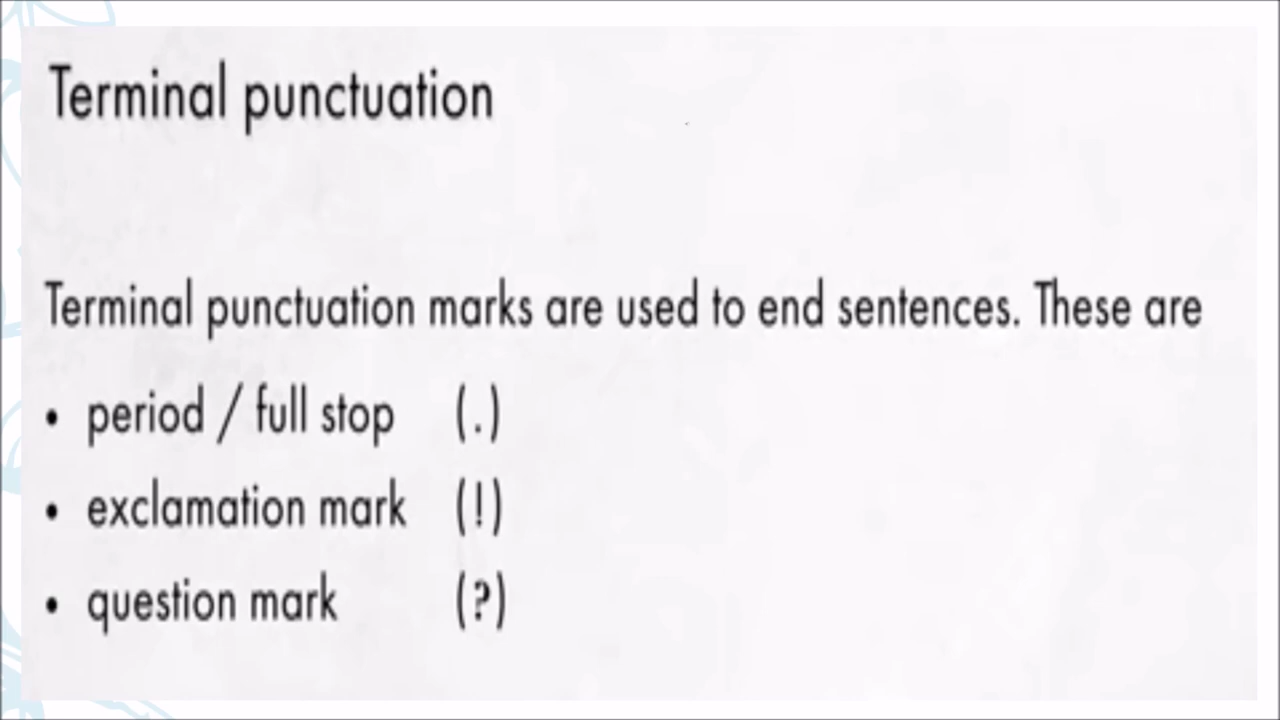 Terminal punctuation
Terminal punctuation marks are used to end sentences. These are
• period / full stop (.)
• exclamation mark (!)
• question mark (?)